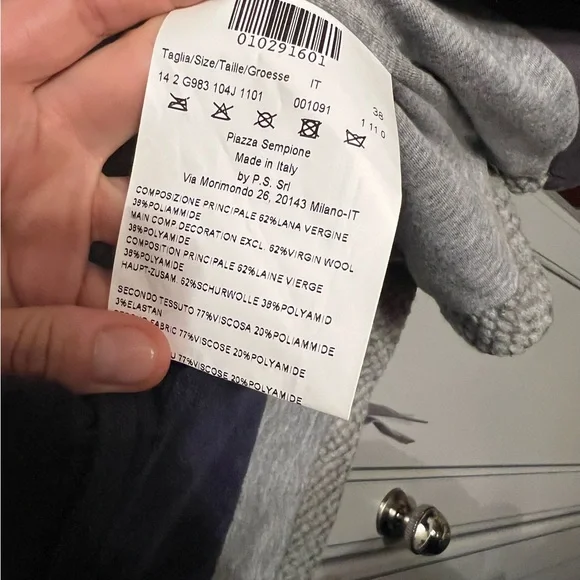 010291601
Taglia/Size/Taille/Groesse IT 38
14 2 G983 104J 1101 001091 1 11 0
Piazza Sempione
Made in Italy
by P.S. Srl
Via Morimondo 26, 20143 Milano-IT
COMPOSIZIONE PRINCIPALE 62%LANA VERGINE
38%POLIAMMIDE
MAIN COMP.DECORATION EXCL. 62%VIRGIN WOOL
38%POLYAMIDE
COMPOSITION PRINCIPALE 62%LAINE VIERGE
38%POLYAMIDE
HAUPT-ZUSAM. 62%SCHURWOLLE 38%POLYAMID
SECONDO TESSUTO 77%VISCOSA 20%POLIAMMIDE
3%ELASTAN
FABRIC 77%VISCOSE 20%POLYAMIDE
77%VISCOSE 20%POLYAMIDE